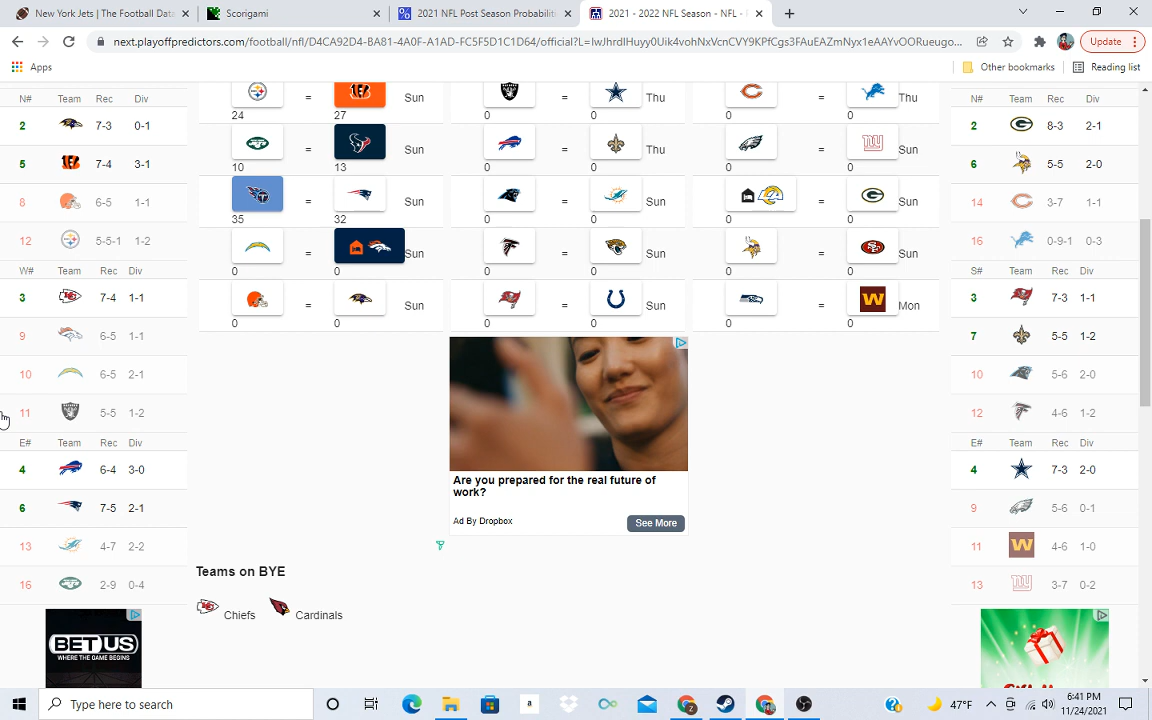 New York Jets | The Football Data
Scorigami
2021 NFL Post Season Probabiliti
2021 - 2022 NFL Season - NFL -
next.playoffpredictors.com/football/nfl/D4CA92D4-BA81-4A0F-A1AD-FC5F5D1C1D64/official?L=IwJhrdIHuyy0Uik4vohNxVcnCVY9KPfCgs3FAuEAZmNyx1eAAYvOORueugo...
Update
Apps
Other bookmarks
Reading list
N# Team Rec Div
2 7-3 0-1
5 7-4 3-1
8 6-5 1-1
12 5-5-1 1-2
W# Team Rec Div
3 7-4 1-1
9 6-5 1-1
10 6-5 2-1
11 5-5 1-2
E# Team Rec Div
4 6-4 3-0
6 7-5 2-1
13 4-7 2-2
16 2-9 0-4
BETUS
WHERE THE GAME BEGINS
= Sun = Thu = Thu
24 27 0 0 0 0
= Sun = Thu = Sun
10 13 0 0 0 0
= Sun = Sun = Sun
35 32 0 0 0 0
= Sun = Sun = Sun
0 0 0 0 0 0
= Sun = Sun = W Mon
0 0 0 0 0 0
Are you prepared for the real future of
work?
Ad By Dropbox
See More
Teams on BYE
Chiefs Cardinals
N# Team Rec Div
2 G 8-3 2-1
6 5-5 2-0
14 C 3-7 1-1
16 0-9-1 0-3
S# Team Rec Div
3 7-3 1-1
7 5-5 1-2
10 5-6 2-0
12 4-6 1-2
E# Team Rec Div
4 7-3 2-0
9 5-6 0-1
11 W 4-6 1-0
13 ny 3-7 0-2
Type here to search
47°F
6:41 PM
11/24/2021